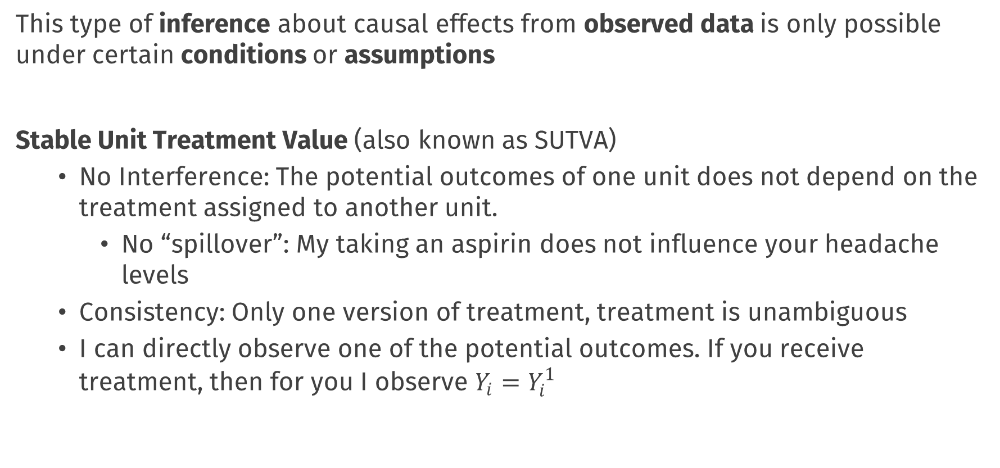 This type of inference about causal effects from observed data is only possible
under certain conditions or assumptions
Stable Unit Treatment Value (also known as SUTVA)
• No Interference: The potential outcomes of one unit does not depend on the
treatment assigned to another unit.
• No “spillover”: My taking an aspirin does not influence your headache
levels
• Consistency: Only one version of treatment, treatment is unambiguous
• I can directly observe one of the potential outcomes. If you receive
treatment, then for you I observe $Y_i = Y_i^1$